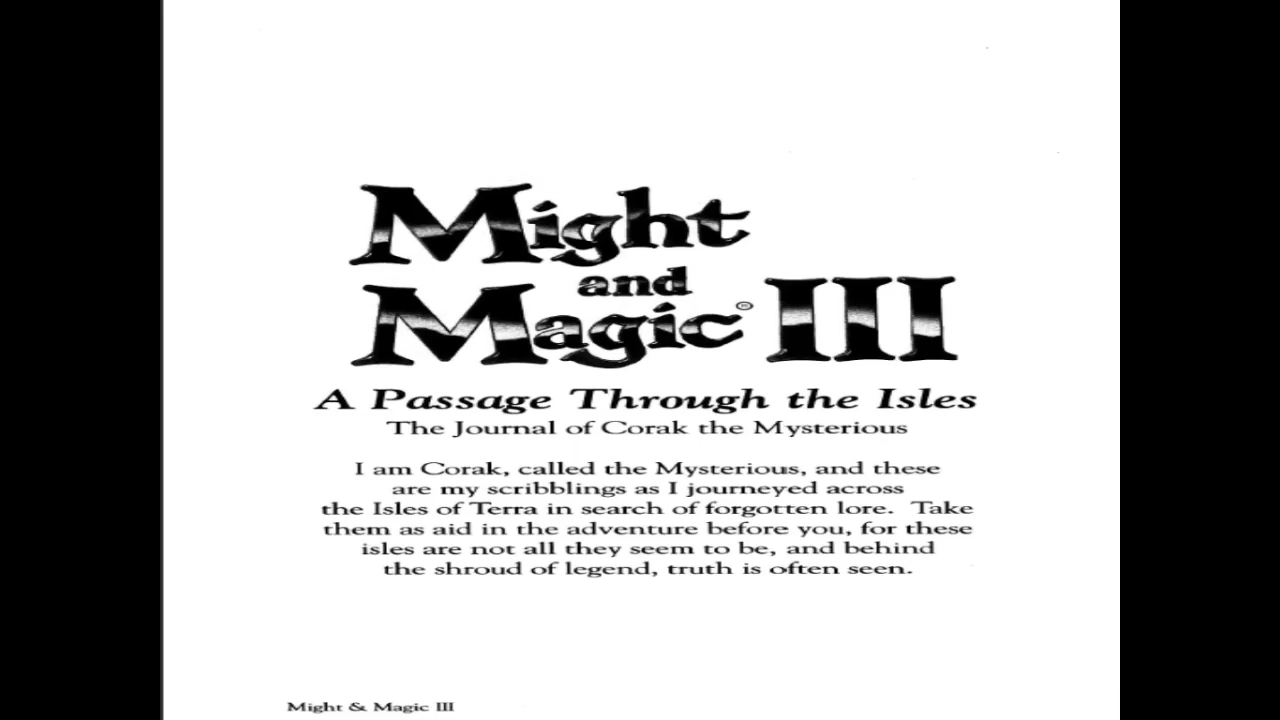 Might
and
Magic® III
A Passage Through the Isles
The Journal of Corak the Mysterious
I am Corak, called the Mysterious, and these
are my scribblings as I journeyed across
the Isles of Terra in search of forgotten lore. Take
them as aid in the adventure before you, for these
isles are not all they seem to be, and behind
the shroud of legend, truth is often seen.
Might & Magic III